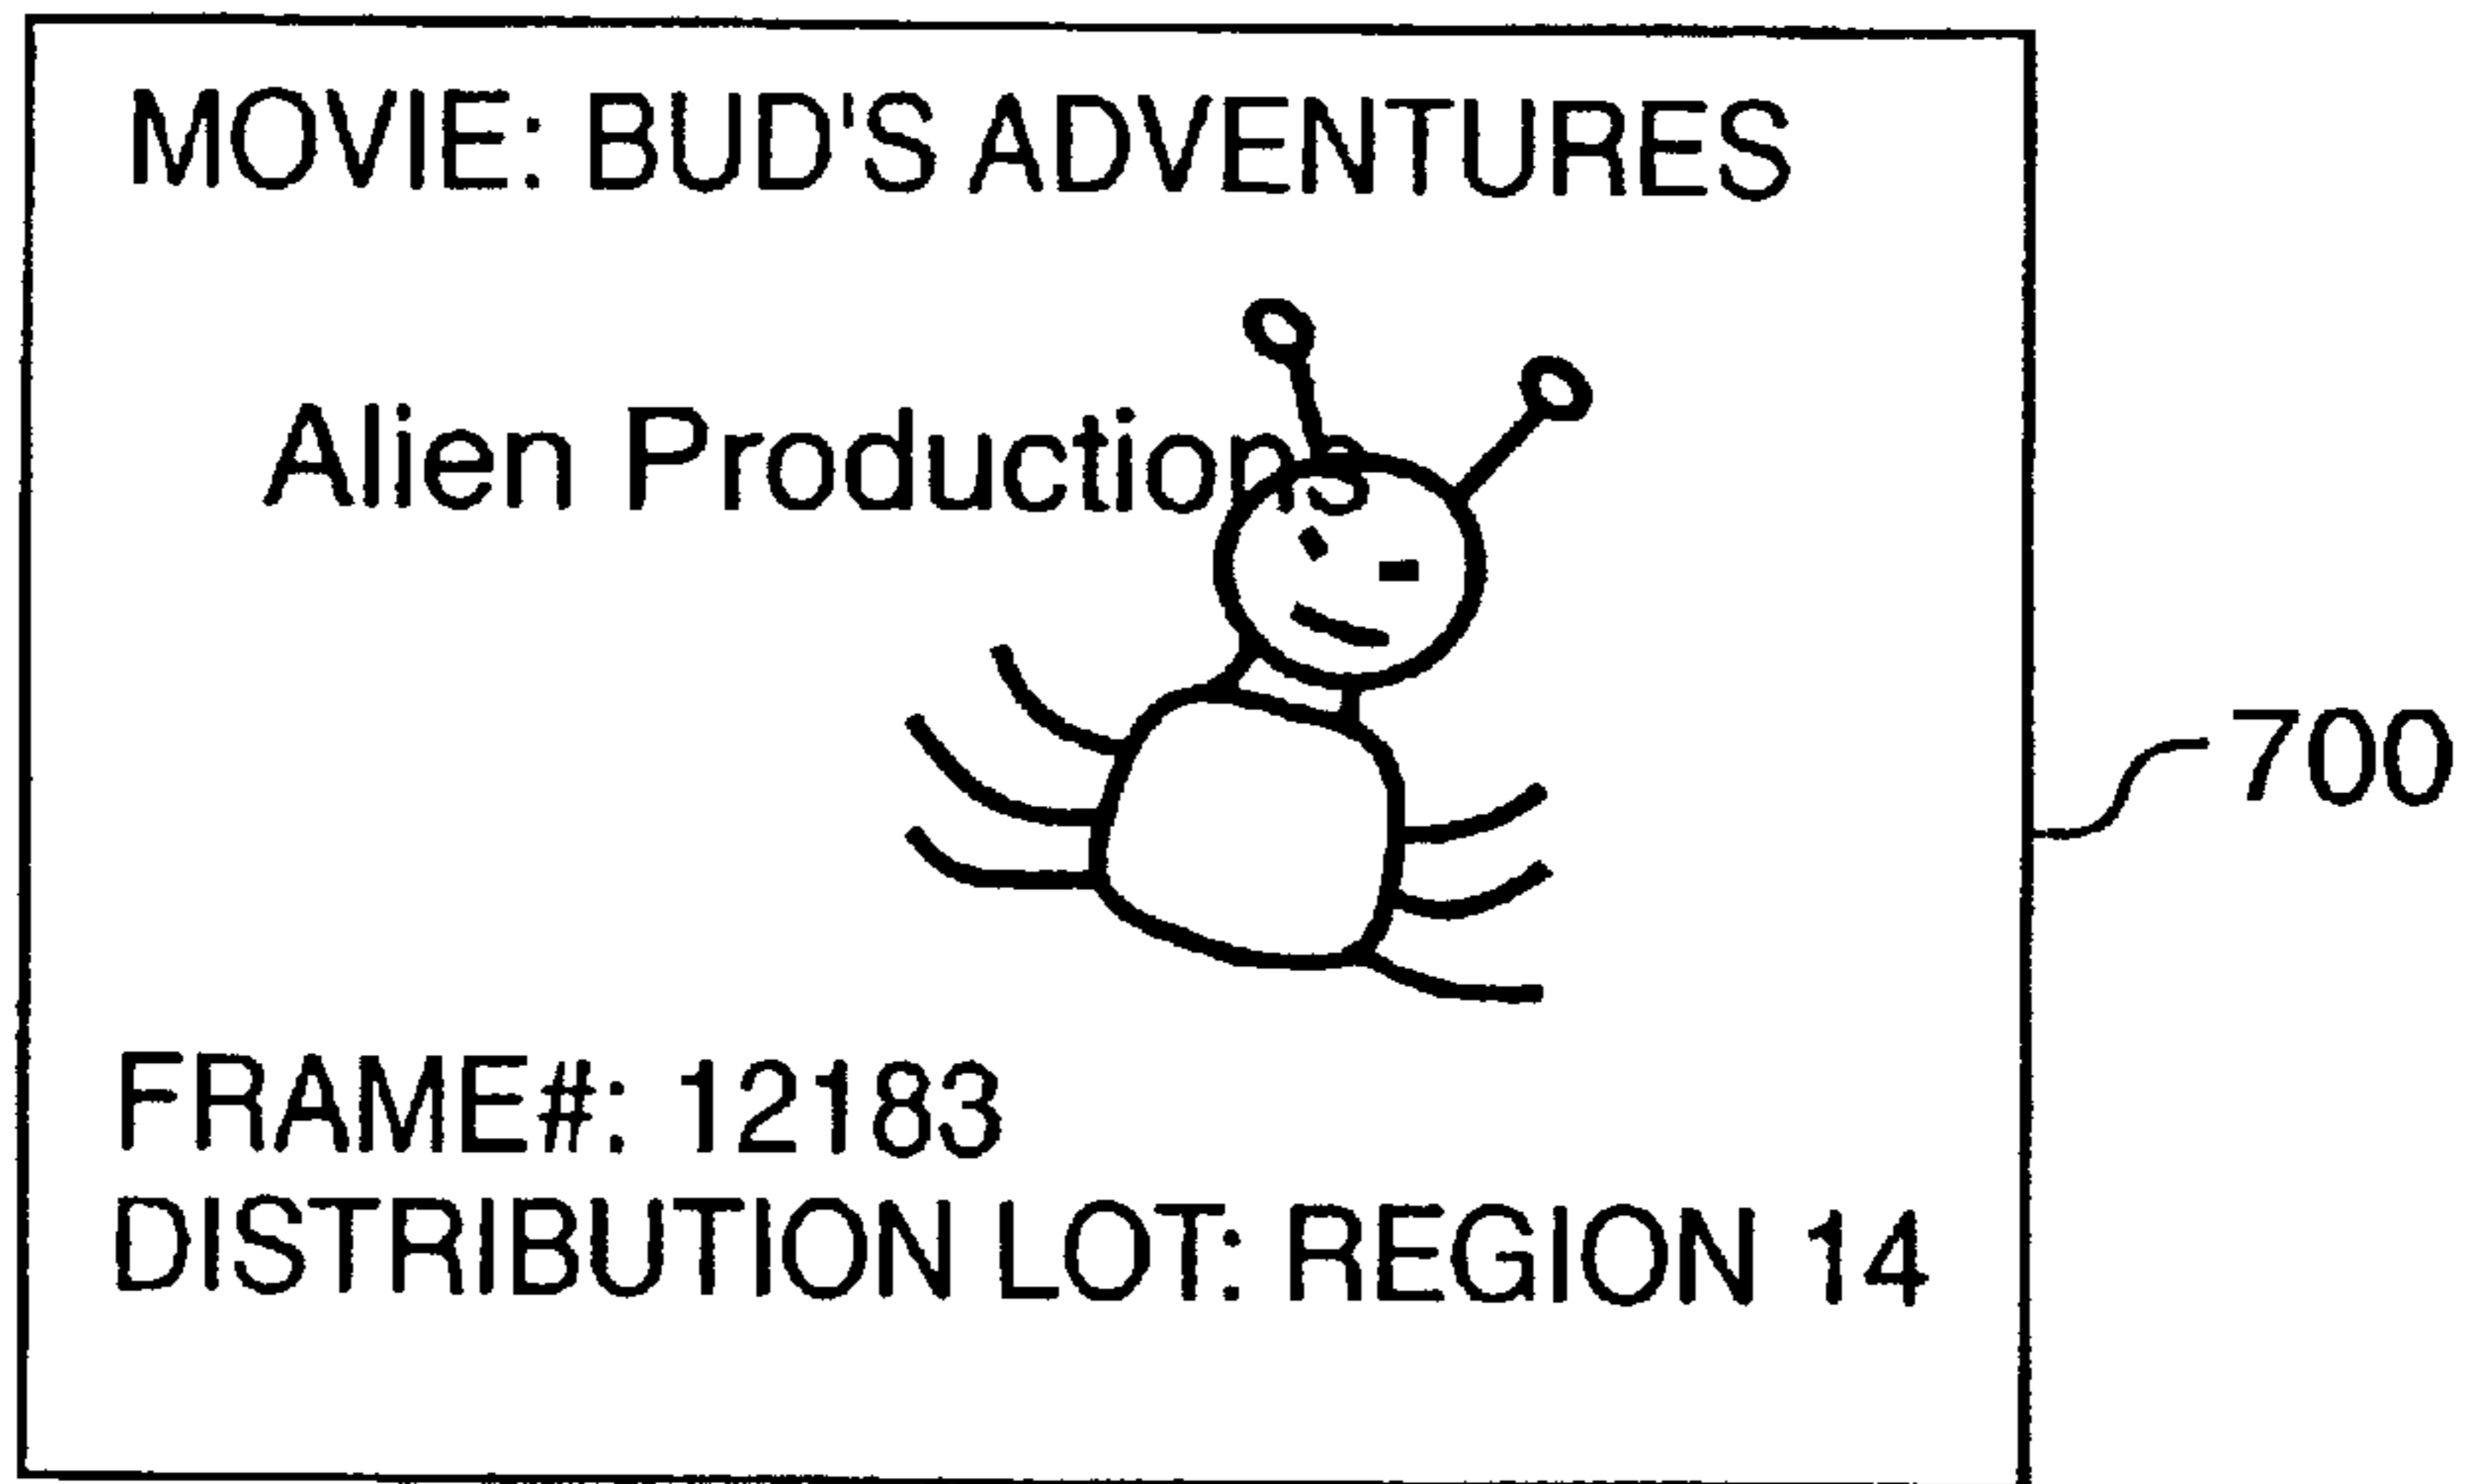 MOVIE: BUD'S ADVENTURES
Alien Productions
700
FRAME#: 12183
DISTRIBUTION LOT: REGION 14